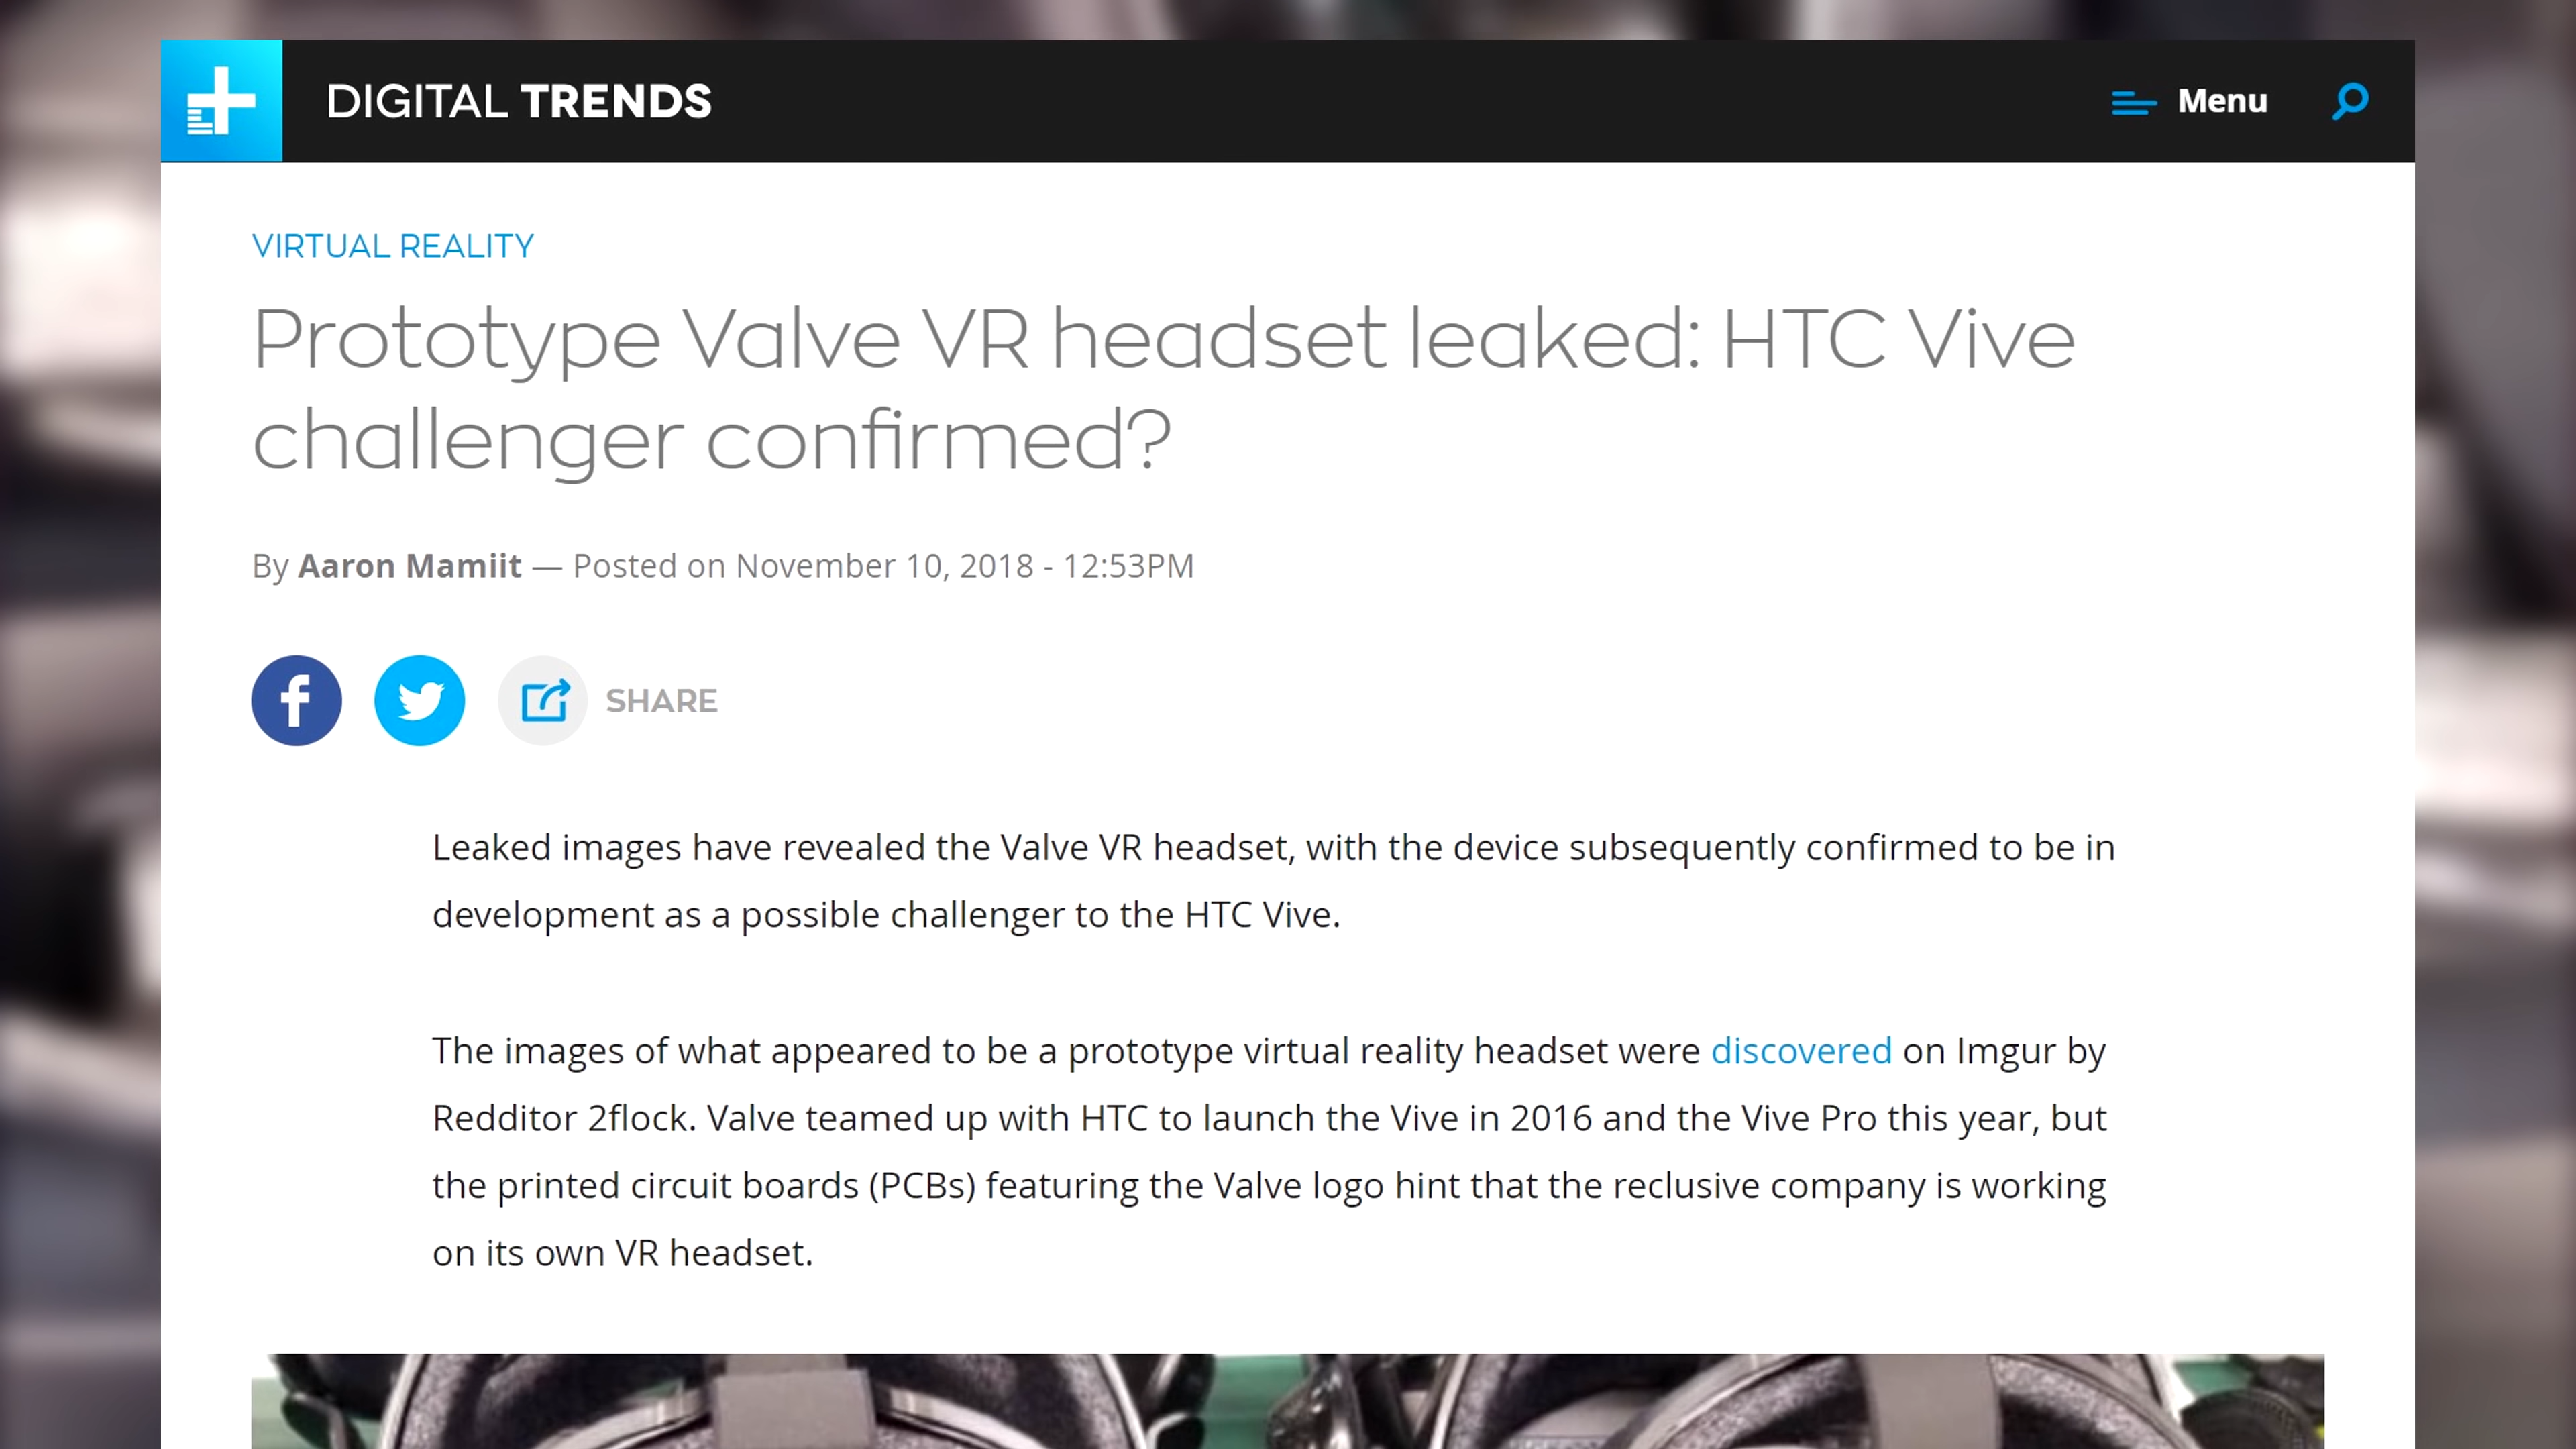 DIGITAL TRENDS
Menu
VIRTUAL REALITY
Prototype Valve VR headset leaked: HTC Vive
challenger confirmed?
By Aaron Mamiit — Posted on November 10, 2018 - 12:53PM
SHARE
Leaked images have revealed the Valve VR headset, with the device subsequently confirmed to be in
development as a possible challenger to the HTC Vive.
The images of what appeared to be a prototype virtual reality headset were discovered on Imgur by
Redditor 2flock. Valve teamed up with HTC to launch the Vive in 2016 and the Vive Pro this year, but
the printed circuit boards (PCBs) featuring the Valve logo hint that the reclusive company is working
on its own VR headset.